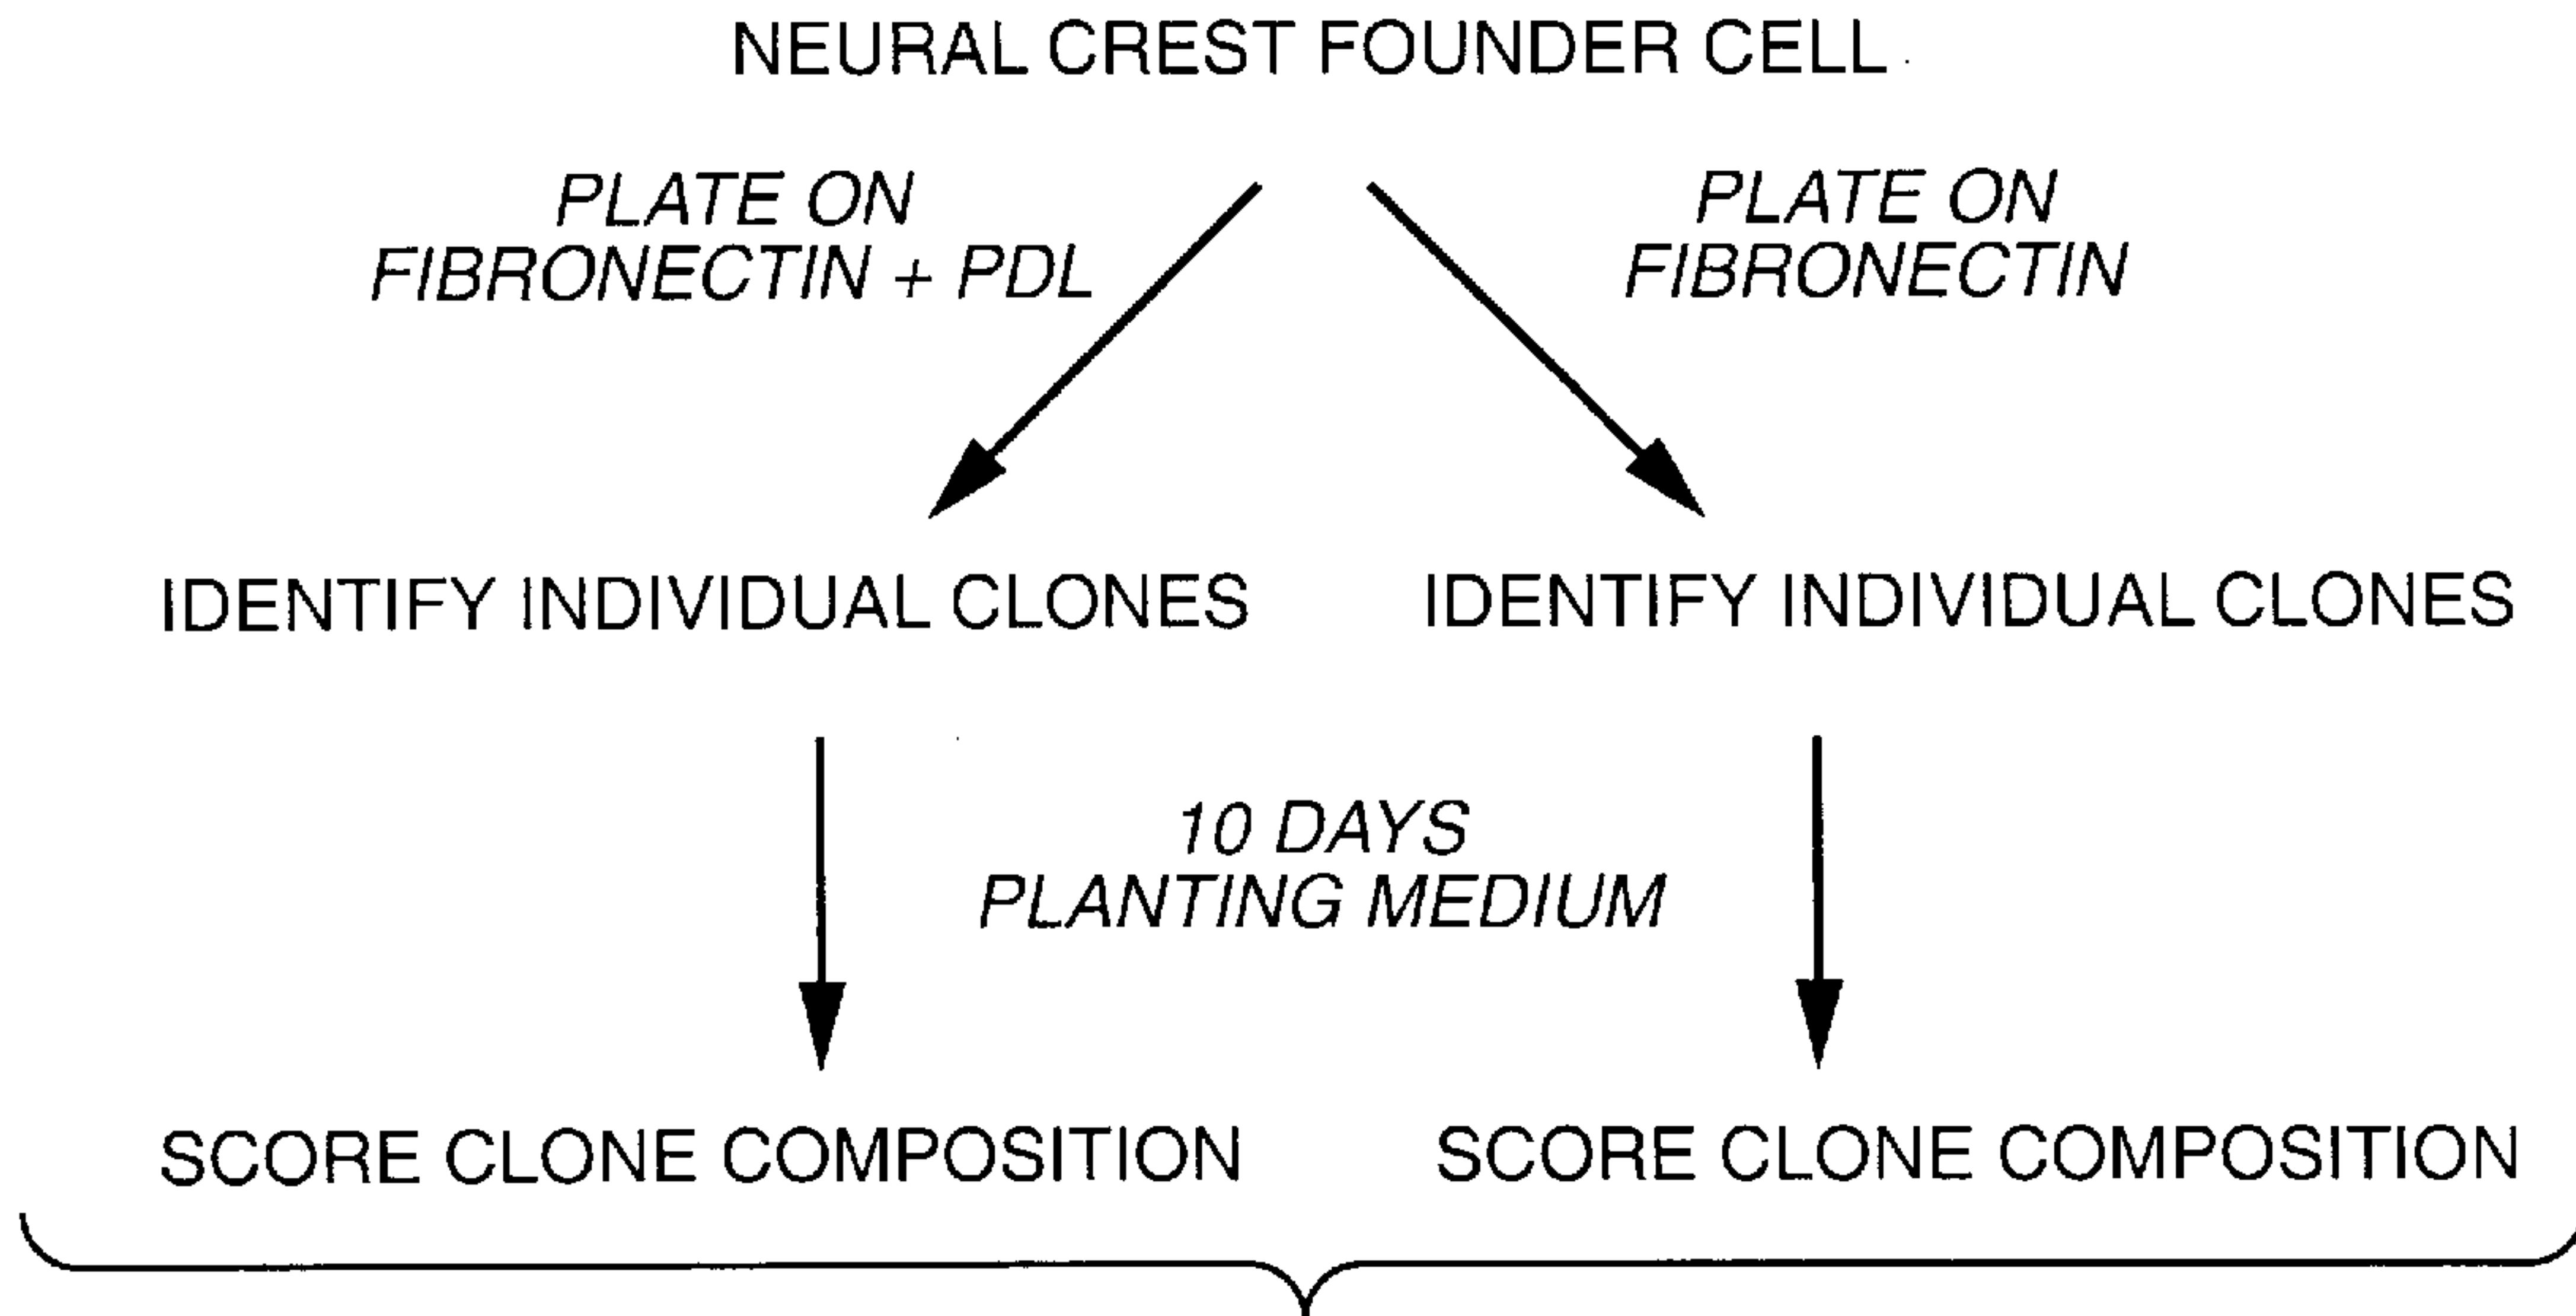 NEURAL CREST FOUNDER CELL
PLATE ON
FIBRONECTIN + PDL
PLATE ON
FIBRONECTIN
IDENTIFY INDIVIDUAL CLONES
IDENTIFY INDIVIDUAL CLONES
10 DAYS
PLANTING MEDIUM
SCORE CLONE COMPOSITION
SCORE CLONE COMPOSITION